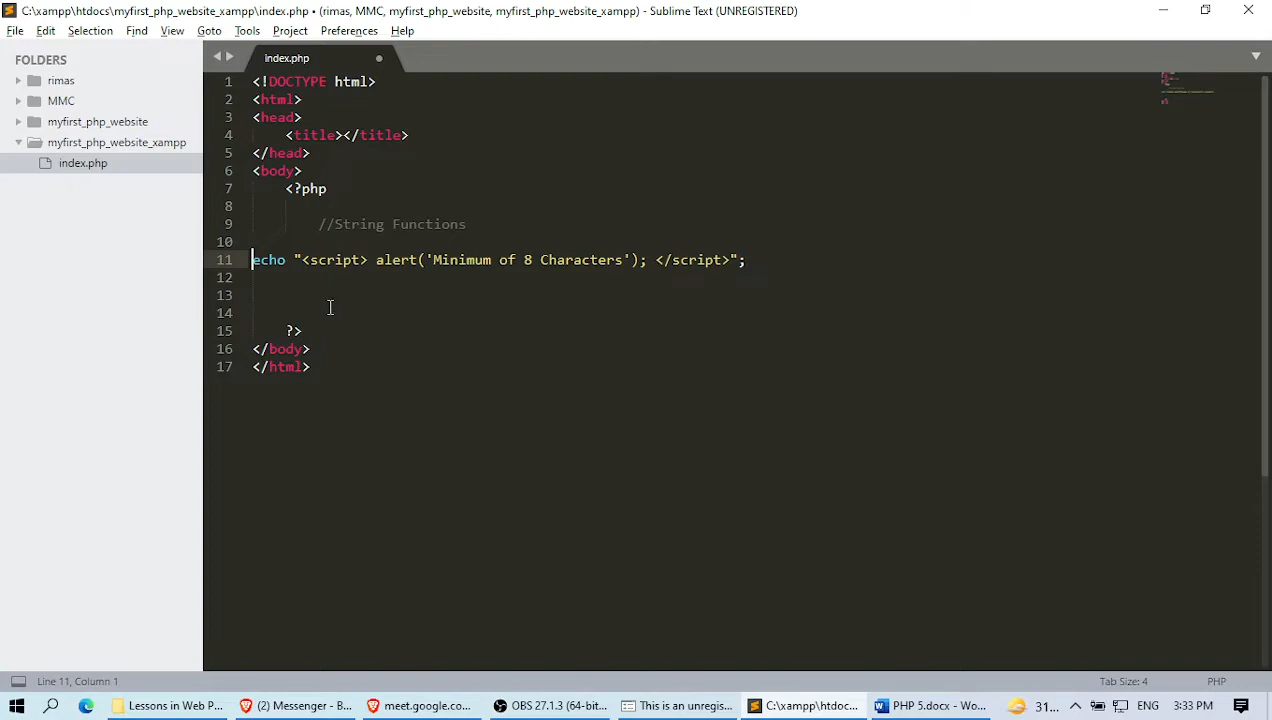 C:\xampp\htdocs\myfirst_php_website_xampp\index.php • (rimas, MMC, myfirst_php_website, myfirst_php_website_xampp) - Sublime Text (UNREGISTERED)
File Edit Selection Find View Goto Tools Project Preferences Help
FOLDERS
rimas
MMC
myfirst_php_website
myfirst_php_website_xampp
index.php
index.php
1 <!DOCTYPE html>
2 <html>
3 <head>
4 <title></title>
5 </head>
6 <body>
7 <?php
8
9 //String Functions
10
11 echo "<script> alert('Minimum of 8 Characters'); </script>";
12
13
14
15 ?>
16 </body>
17 </html>
Line 11, Column 1
Tab Size: 4
PHP
Lessons in Web P...
(2) Messenger - B...
meet.google.co...
OBS 27.1.3 (64-bit...
This is an unregis...
C:\xampp\htdoc...
PHP 5.docx - Wo...
31...
ENG
3:33 PM